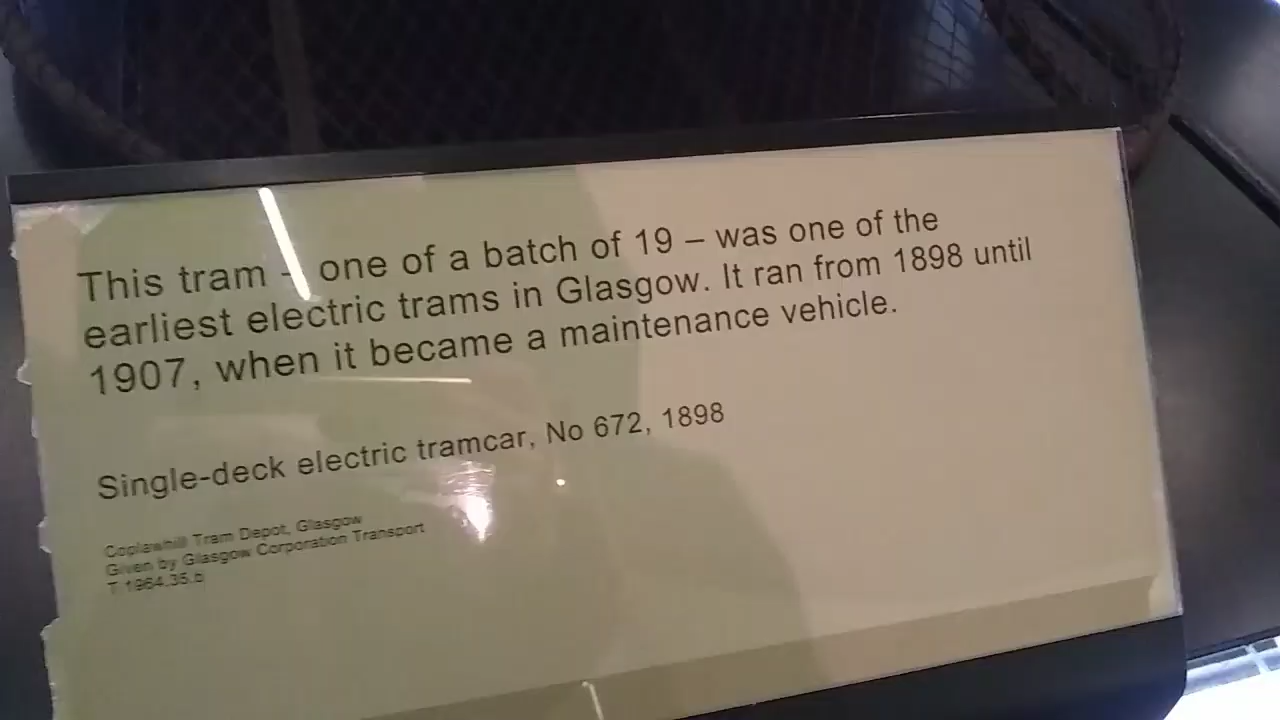 This tram – one of a batch of 19 – was one of the
earliest electric trams in Glasgow. It ran from 1898 until
1907, when it became a maintenance vehicle.
Single-deck electric tramcar, No 672, 1898
Coplawhill Tram Depot, Glasgow
Given by Glasgow Corporation Transport
T 1964.35.b